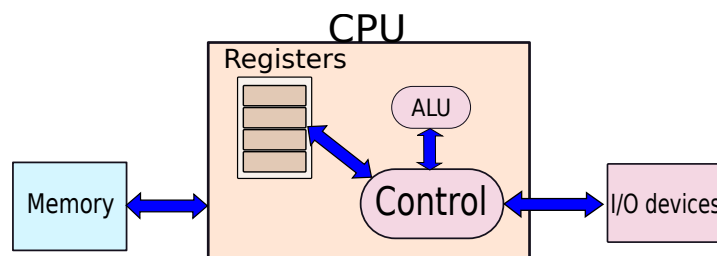 CPU
Registers
ALU
Memory
Control
I/O devices